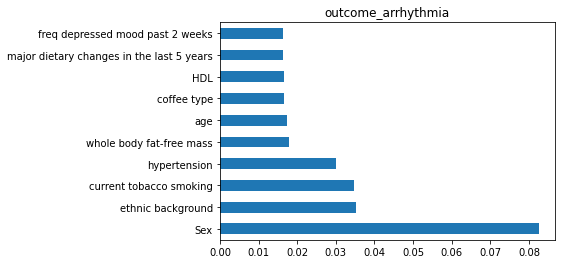 outcome_arrhythmia
freq depressed mood past 2 weeks
major dietary changes in the last 5 years
HDL
coffee type
age
whole body fat-free mass
hypertension
current tobacco smoking
ethnic background
Sex
0.00 0.01 0.02 0.03 0.04 0.05 0.06 0.07 0.08